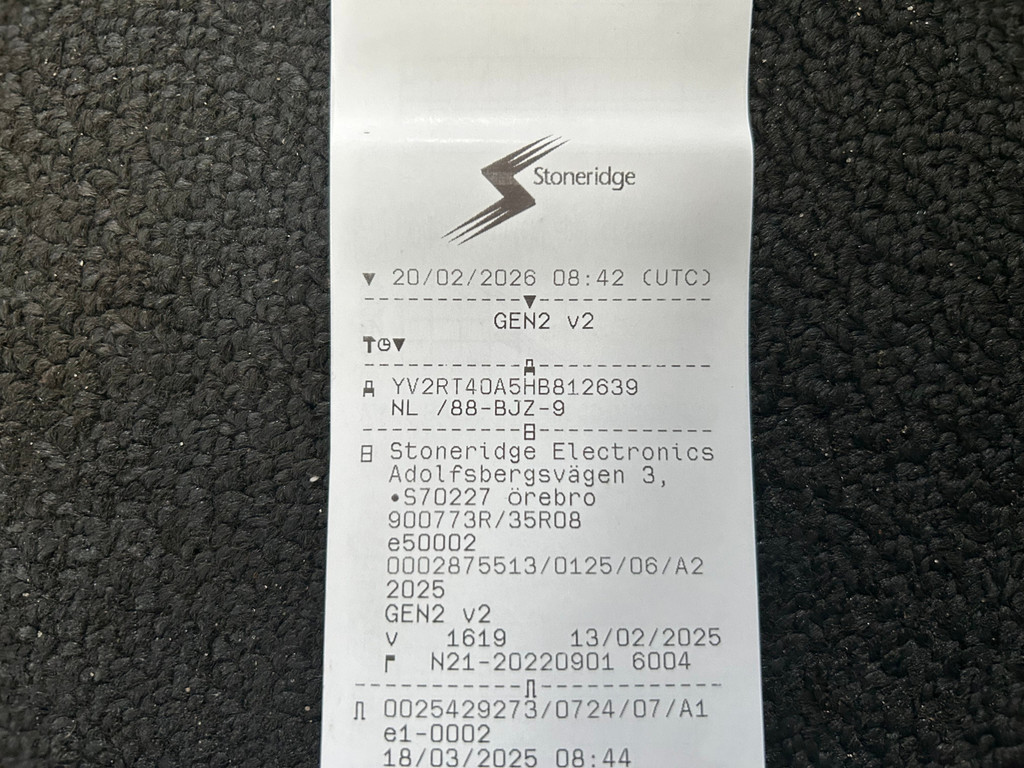 Stoneridge
▼ 20/02/2026 08:42 (UTC)
GEN2 v2
YV2RT40A5HB812639
NL /88-BJZ-9
Stoneridge Electronics
Adolfsbergsvägen 3,
•S70227 örebro
900773R/35R08
e50002
0002875513/0125/06/A2
2025
GEN2 v2
v 1619 13/02/2025
N21-20220901 6004
0025429273/0724/07/A1
e1-0002
18/03/2025 08:44